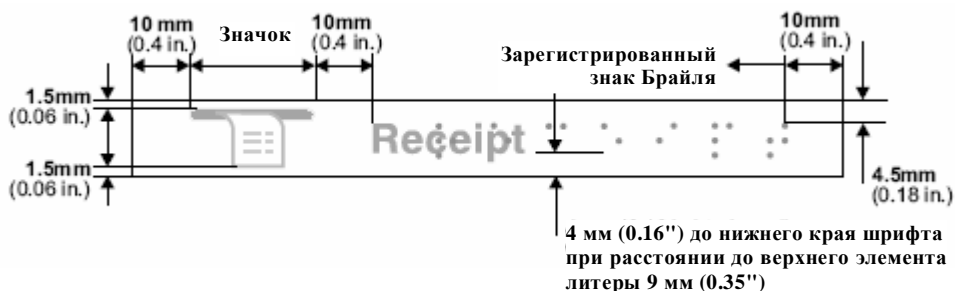 10 mm
(0.4 in.)
Значок
10mm
(0.4 in.)
Зарегистрированный
знак Брайля
10mm
(0.4 in.)
1.5mm
(0.06 in.)
Receipt
1.5mm
(0.06 in.)
4.5mm
(0.18 in.)
4 мм (0.16") до нижнего края шрифта
при расстоянии до верхнего элемента
литеры 9 мм (0.35")